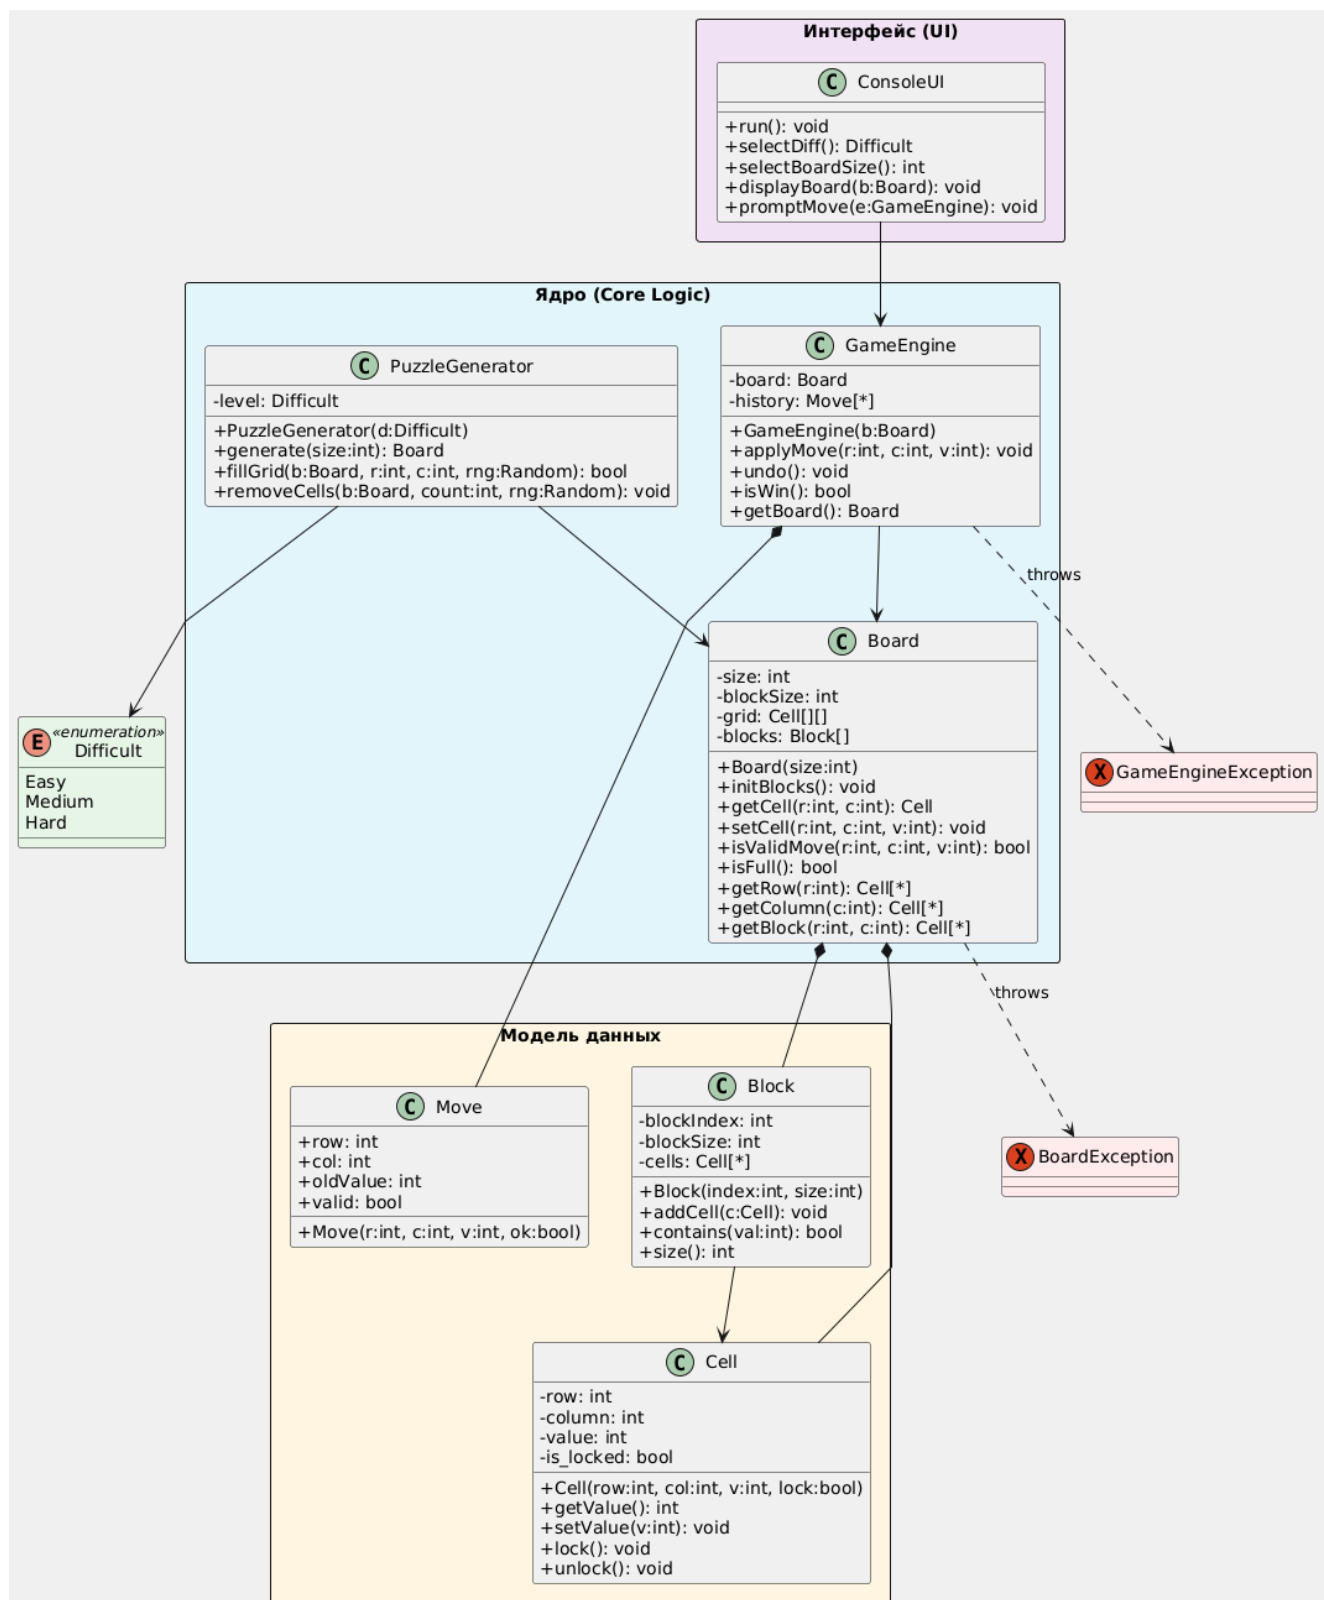 Интерфейс (UI)
C ConsoleUI
+run(): void
+selectDiff(): Difficult
+selectBoardSize(): int
+displayBoard(b:Board): void
+promptMove(e:GameEngine): void
Ядро (Core Logic)
C PuzzleGenerator
-level: Difficult
+PuzzleGenerator(d:Difficult)
+generate(size:int): Board
+fillGrid(b:Board, r:int, c:int, rng:Random): bool
+removeCells(b:Board, count:int, rng:Random): void
C GameEngine
-board: Board
-history: Move[*]
+GameEngine(b:Board)
+applyMove(r:int, c:int, v:int): void
+undo(): void
+isWin(): bool
+getBoard(): Board
throws
C Board
-size: int
-blockSize: int
-grid: Cell[][]
-blocks: Block[]
+Board(size:int)
+initBlocks(): void
+getCell(r:int, c:int): Cell
+setCell(r:int, c:int, v:int): void
+isValidMove(r:int, c:int, v:int): bool
+isFull(): bool
+getRow(r:int): Cell[*]
+getColumn(c:int): Cell[*]
+getBlock(r:int, c:int): Cell[*]
E «enumeration»
Difficult
Easy
Medium
Hard
X GameEngineException
throws
Модель данных
C Move
+row: int
+col: int
+oldValue: int
+valid: bool
+Move(r:int, c:int, v:int, ok:bool)
C Block
-blockIndex: int
-blockSize: int
-cells: Cell[*]
+Block(index:int, size:int)
+addCell(c:Cell): void
+contains(val:int): bool
+size(): int
X BoardException
C Cell
-row: int
-column: int
-value: int
-is_locked: bool
+Cell(row:int, col:int, v:int, lock:bool)
+getValue(): int
+setValue(v:int): void
+lock(): void
+unlock(): void